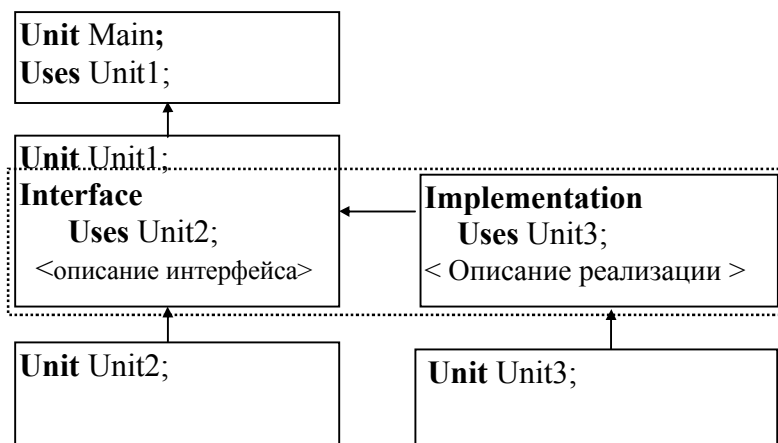 Unit Main;
Uses Unit1;
Unit Unit1;
Interface
Uses Unit2;
<описание интерфейса>
Implementation
Uses Unit3;
< Описание реализации >
Unit Unit2;
Unit Unit3;